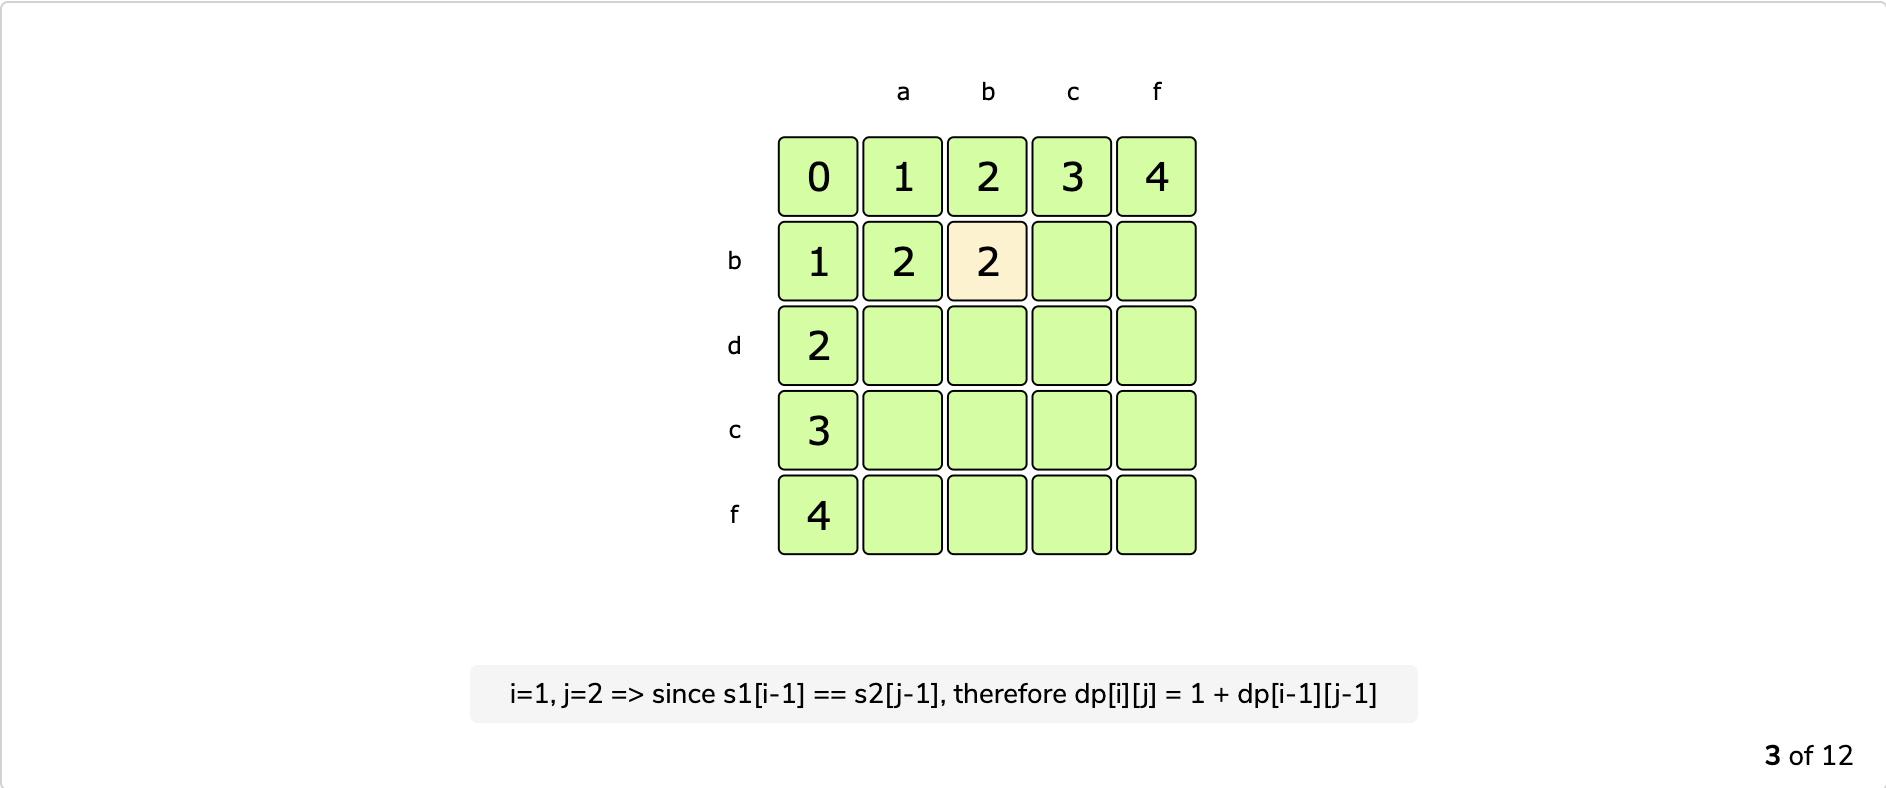 a b c f
0 1 2 3 4
b 1 2 2
d 2
c 3
f 4
i=1, j=2 => since s1[i-1] == s2[j-1], therefore dp[i][j] = 1 + dp[i-1][j-1]
3 of 12